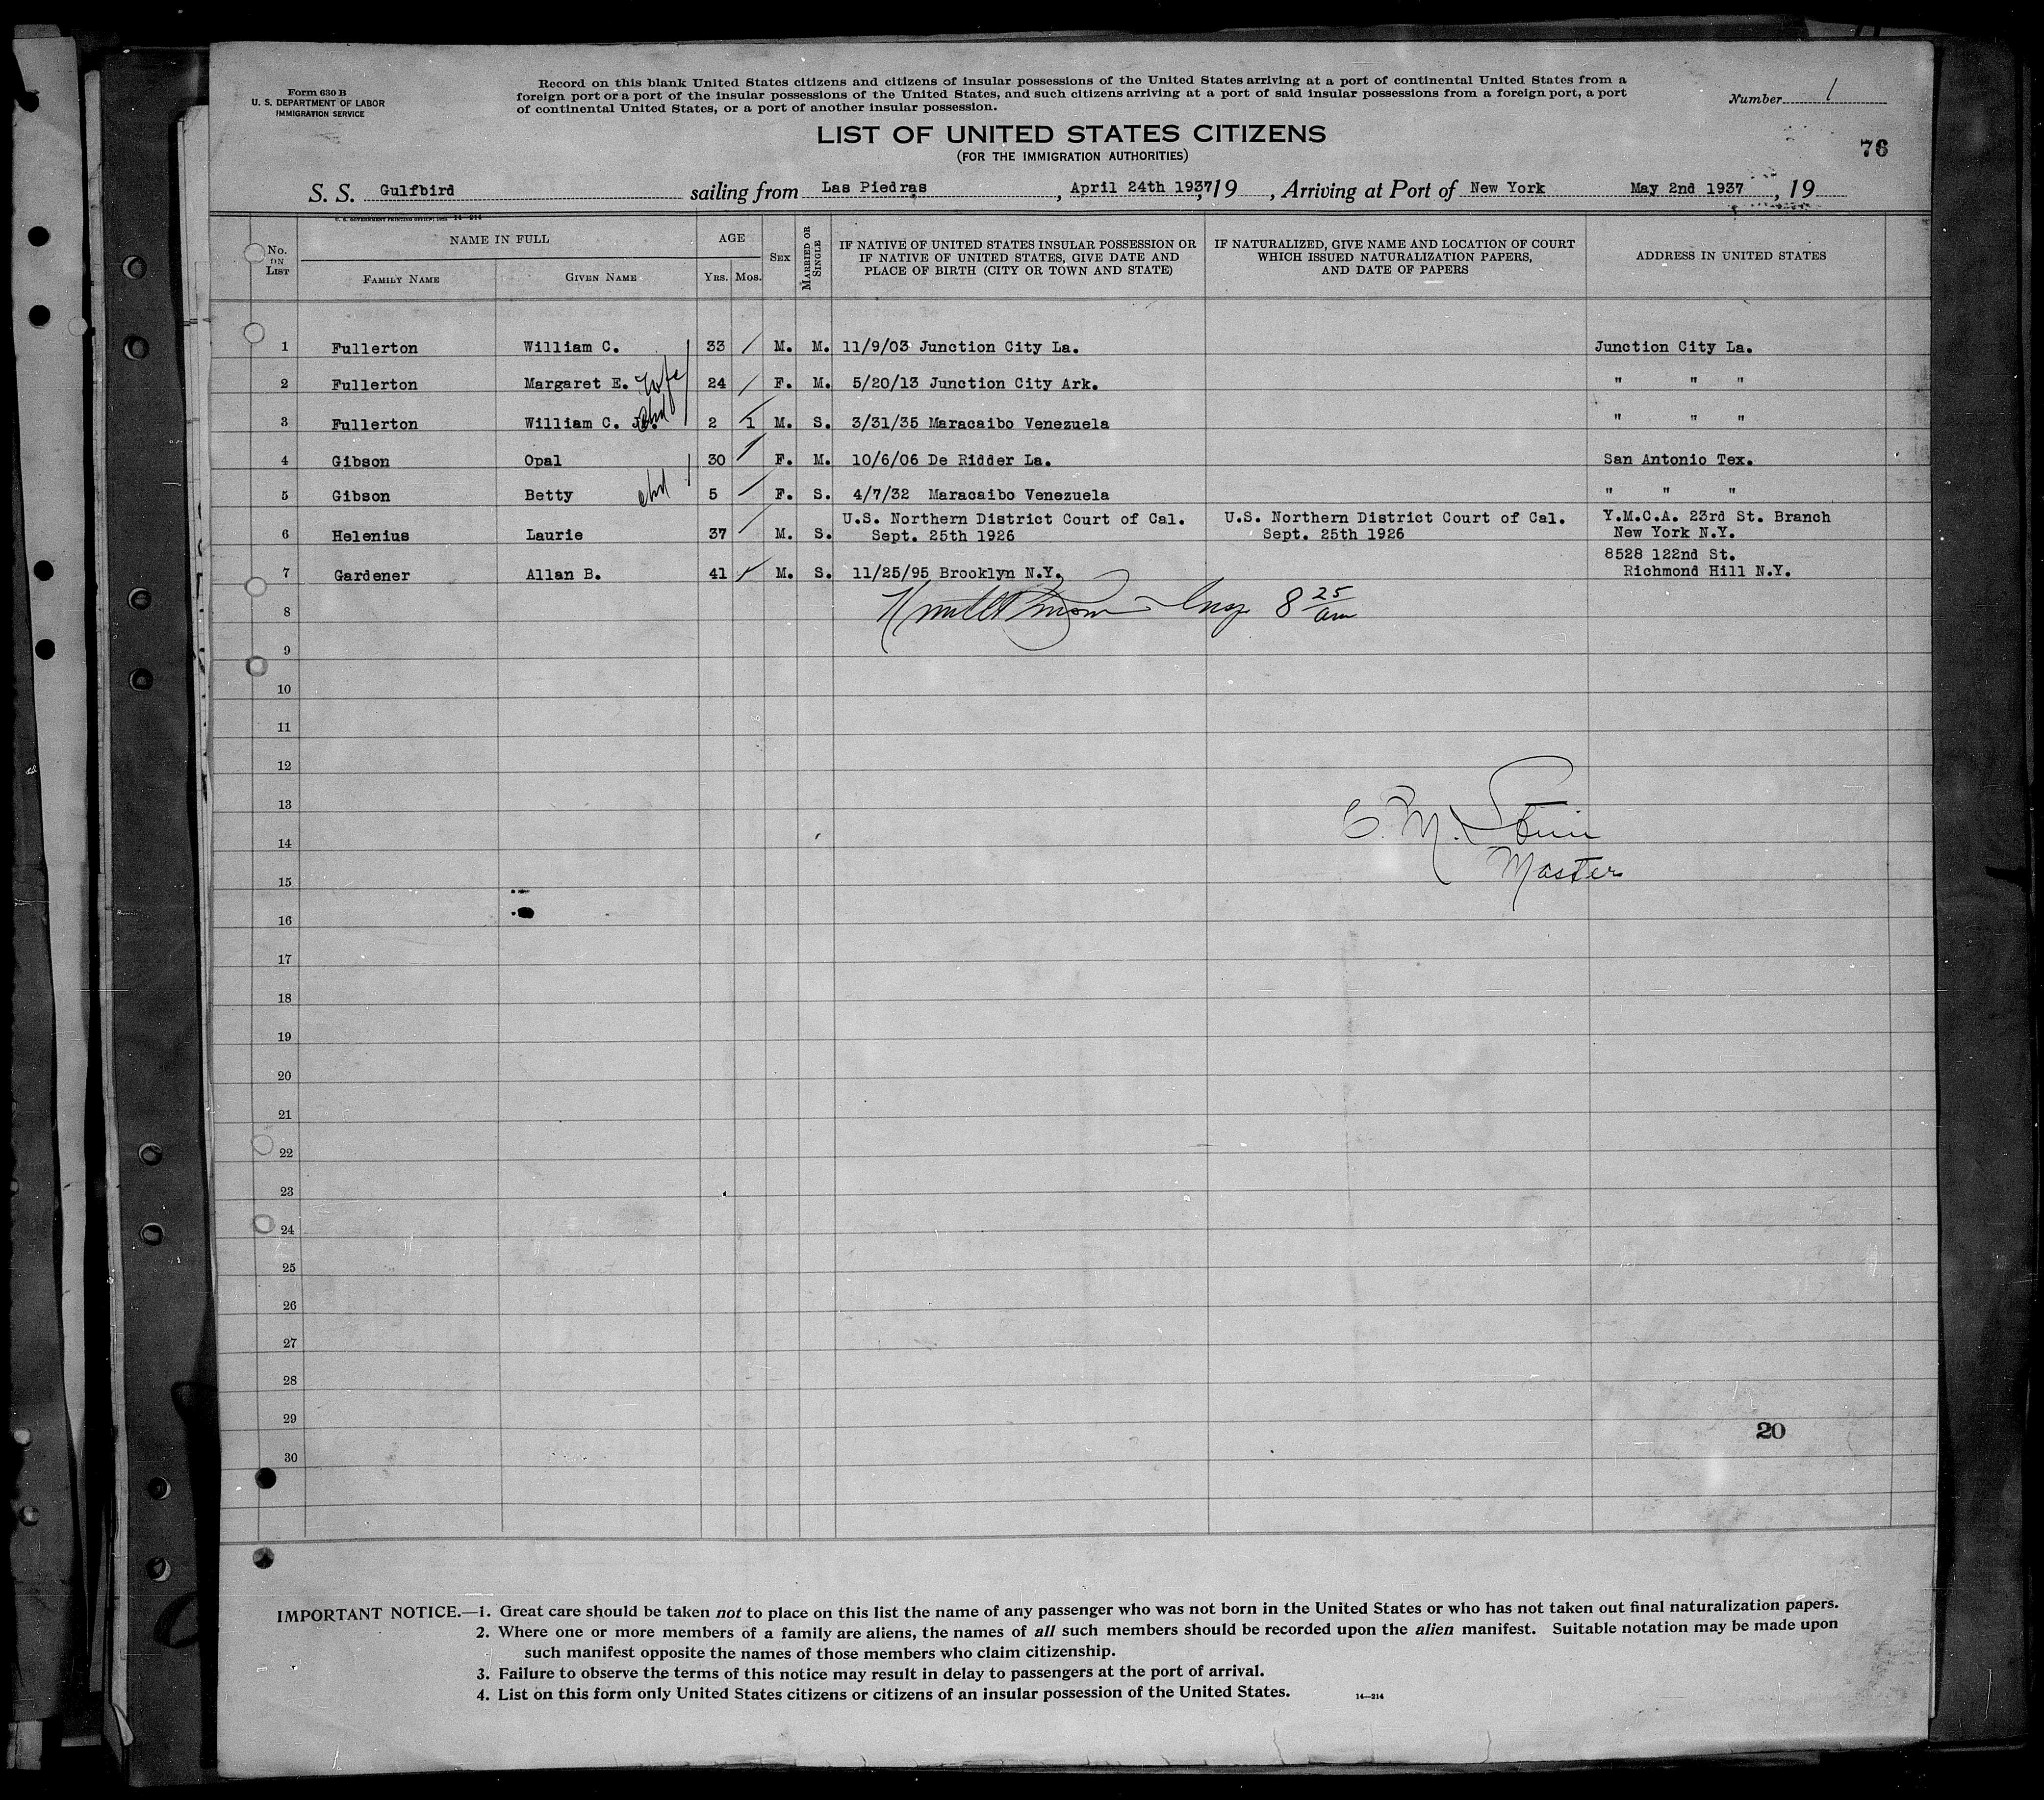 Form 630 B
U. S. DEPARTMENT OF LABOR
IMMIGRATION SERVICE
Record on this blank United States citizens and citizens of insular possessions of the United States arriving at a port of continental United States from a
foreign port or a port of the insular possessions of the United States, and such citizens arriving at a port of said insular possessions from a foreign port, a port
of continental United States, or a port of another insular possession.
Number 1
LIST OF UNITED STATES CITIZENS
(FOR THE IMMIGRATION AUTHORITIES)
76
S. S. Gulfbird sailing from Las Piedras, April 24th 1937, 19 , Arriving at Port of New York May 2nd 1937, 19
U. S. GOVERNMENT PRINTING OFFICE 14—214
No. ON LIST
NAME IN FULL
FAMILY NAME
GIVEN NAME
AGE
YRS. MOS.
SEX
MARRIED OR SINGLE
IF NATIVE OF UNITED STATES INSULAR POSSESSION OR
IF NATIVE OF UNITED STATES, GIVE DATE AND
PLACE OF BIRTH (CITY OR TOWN AND STATE)
IF NATURALIZED, GIVE NAME AND LOCATION OF COURT
WHICH ISSUED NATURALIZATION PAPERS,
AND DATE OF PAPERS
ADDRESS IN UNITED STATES
1 Fullerton William C. 33 M. M. 11/9/03 Junction City La. Junction City La.
2 Fullerton Margaret E. wife 24 F. M. 5/20/13 Junction City Ark. " " "
3 Fullerton William C. chd 2 1 M. S. 3/31/35 Maracaibo Venezuela " " "
4 Gibson Opal 30 F. M. 10/6/06 De Ridder La. San Antonio Tex.
5 Gibson Betty chd 5 F. S. 4/7/32 Maracaibo Venezuela " " "
U.S. Northern District Court of Cal. U.S. Northern District Court of Cal. Y.M.C.A. 23rd St. Branch
6 Helenius Laurie 37 M. S. Sept. 25th 1926 Sept. 25th 1926 New York N.Y.
8528 122nd St.
7 Gardener Allan B. 41 M. S. 11/25/95 Brooklyn N.Y. Richmond Hill N.Y.
8 Insp 8 25 am
9
10
11
12
13 C. M.
14 Master
15
16
17
18
19
20
21
22
23
24
25
26
27
28
29 20
30
IMPORTANT NOTICE.—1. Great care should be taken not to place on this list the name of any passenger who was not born in the United States or who has not taken out final naturalization papers.
2. Where one or more members of a family are aliens, the names of all such members should be recorded upon the alien manifest. Suitable notation may be made upon
such manifest opposite the names of those members who claim citizenship.
3. Failure to observe the terms of this notice may result in delay to passengers at the port of arrival.
4. List on this form only United States citizens or citizens of an insular possession of the United States. 14—214